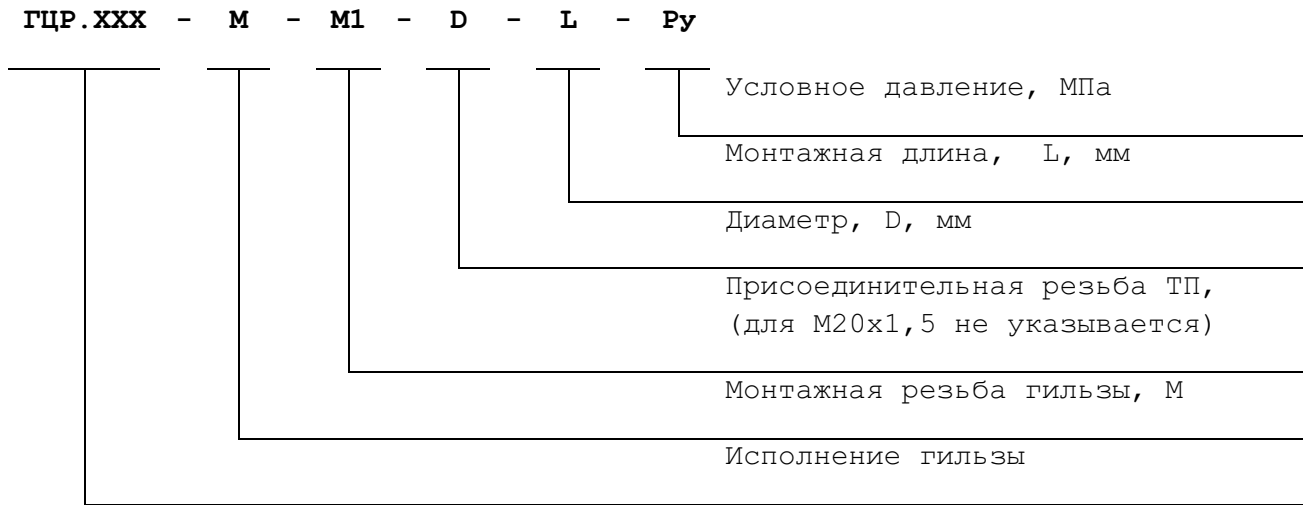 ГЦР.ХХХ - М - М1 - D - L - Ру
Условное давление, МПа
Монтажная длина, L, мм
Диаметр, D, мм
Присоединительная резьба ТП,
(для М20х1,5 не указывается)
Монтажная резьба гильзы, М
Исполнение гильзы